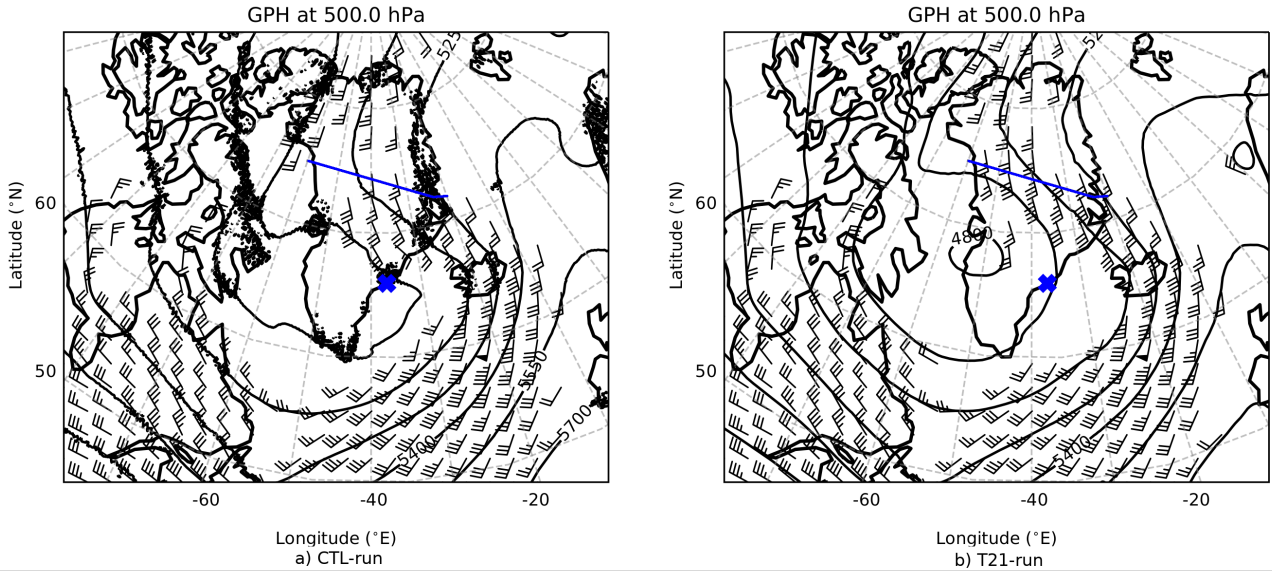 GPH at 500.0 hPa
525
60
50
5550
5700
5400
-60
-40
-20
Latitude (°N)
Longitude (°E)
a) CTL-run
GPH at 500.0 hPa
52
60
50
4800
5400
-60
-40
-20
Latitude (°N)
Longitude (°E)
b) T21-run